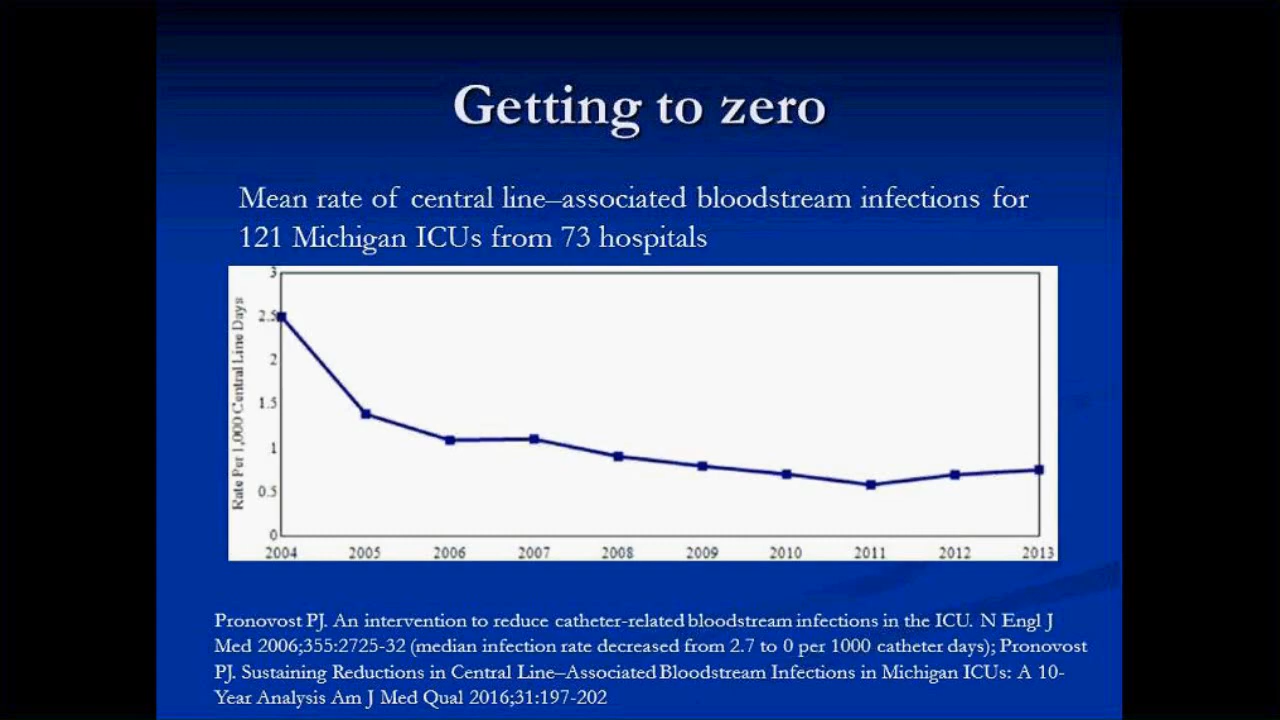 Getting to zero
Mean rate of central line–associated bloodstream infections for
121 Michigan ICUs from 73 hospitals
Rate Per 1,000 Central Line Days
3
2.5
2
1.5
1
0.5
0
2004 2005 2006 2007 2008 2009 2010 2011 2012 2013
Pronovost PJ. An intervention to reduce catheter-related bloodstream infections in the ICU. N Engl J
Med 2006;355:2725-32 (median infection rate decreased from 2.7 to 0 per 1000 catheter days); Pronovost
PJ. Sustaining Reductions in Central Line–Associated Bloodstream Infections in Michigan ICUs: A 10-
Year Analysis Am J Med Qual 2016;31:197-202